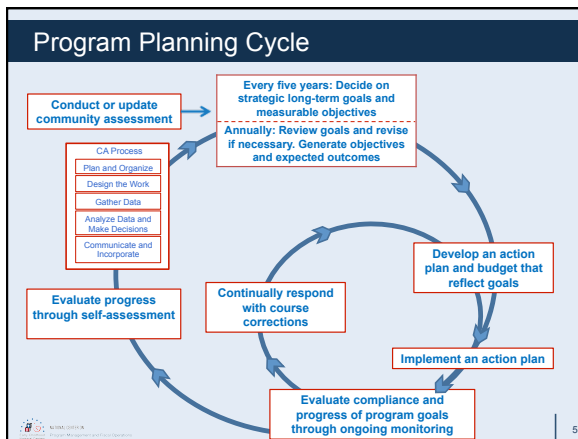 Program Planning Cycle
Conduct or update
community assessment
Every five years: Decide on
strategic long-term goals and
measurable objectives
Annually: Review goals and revise
if necessary. Generate objectives
and expected outcomes
CA Process
Plan and Organize
Design the Work
Gather Data
Analyze Data and
Make Decisions
Communicate and
Incorporate
Develop an action
plan and budget that
reflect goals
Evaluate progress
through self-assessment
Continually respond
with course
corrections
Implement an action plan
Evaluate compliance and
progress of program goals
through ongoing monitoring
5